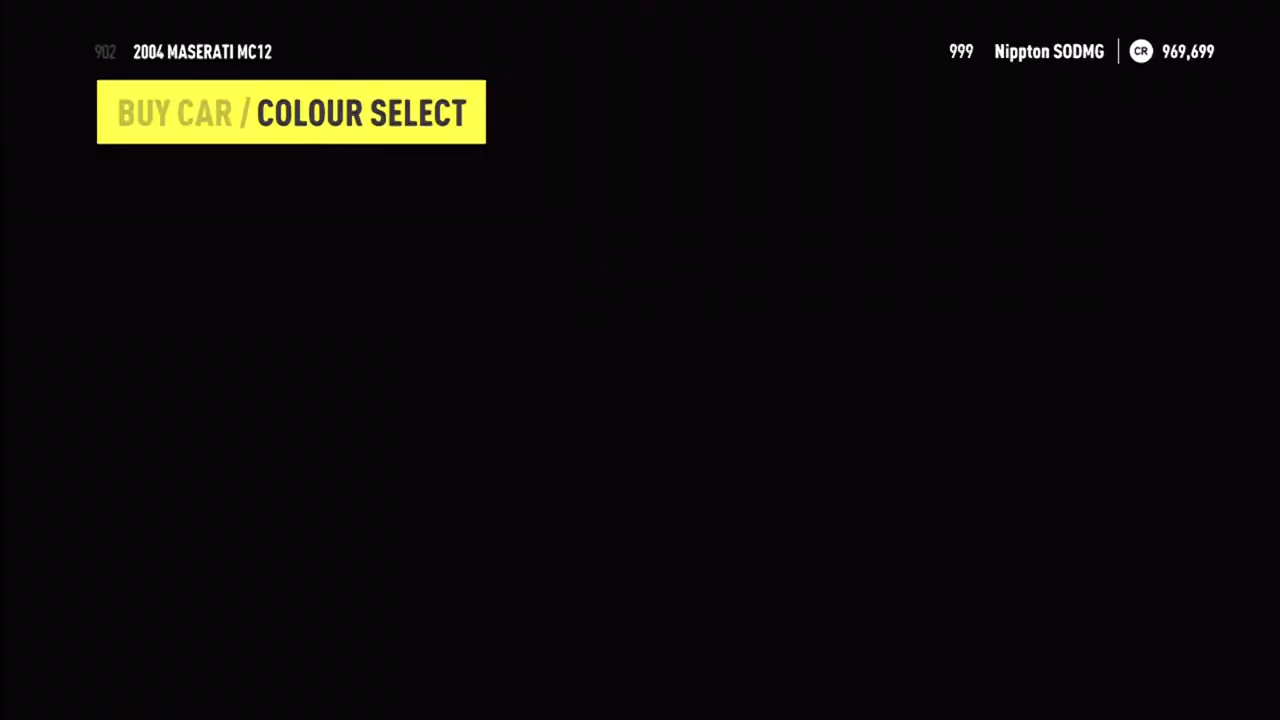 902 2004 MASERATI MC12
999 Nippton SODMG CR 969,699
BUY CAR / COLOUR SELECT